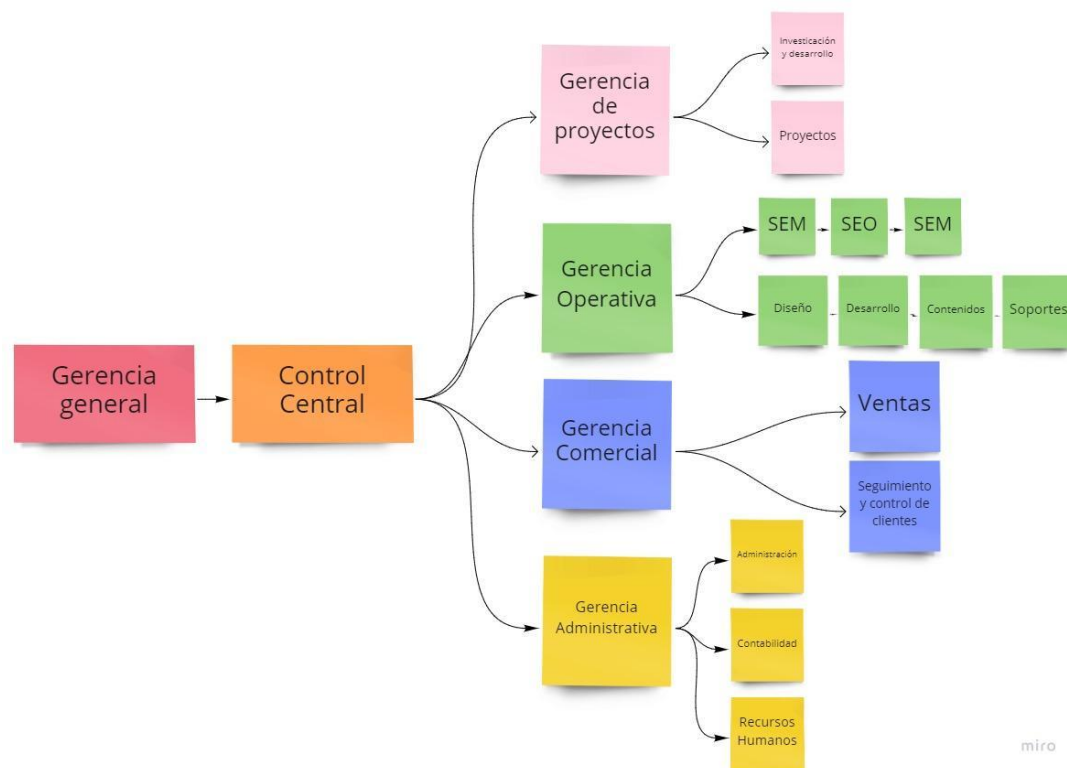 Gerencia
de
proyectos
Investicación
y desarrollo
Proyectos
Gerencia
Operativa
SEM
SEO
SEM
Diseño
Desarrollo
Contenidos
Soportes
Gerencia
general
Control
Central
Gerencia
Comercial
Ventas
Seguimiento
y control de
clientes
Gerencia
Administrativa
Administración
Contabilidad
Recursos
Humanos
miro